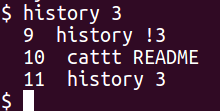 $ history 3
9 history !3
10 cattt README
11 history 3
$